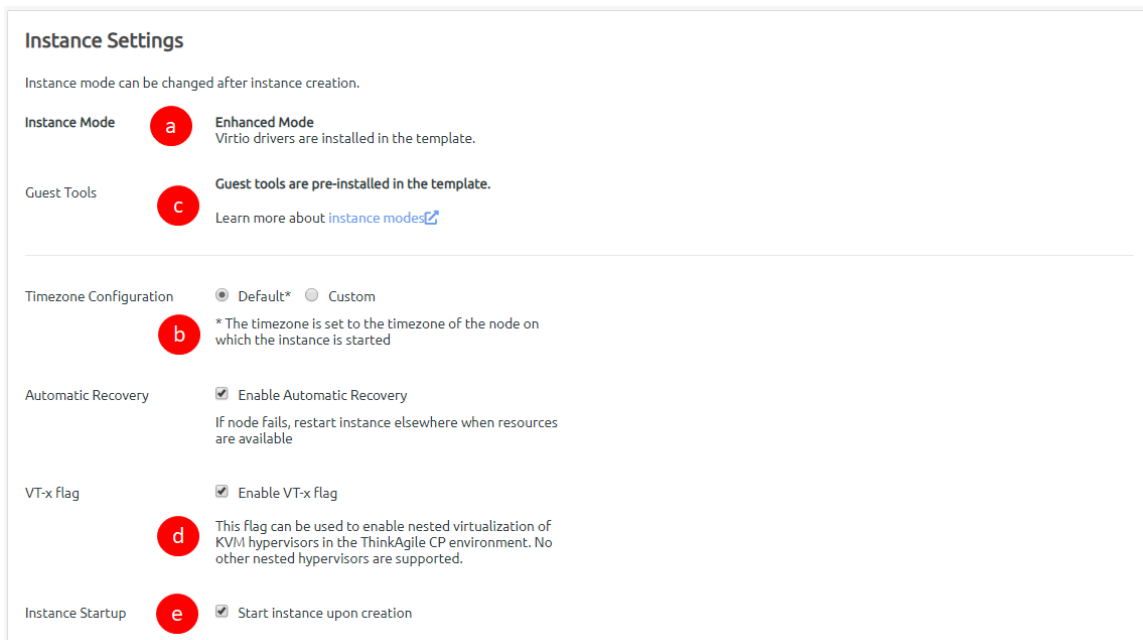 Instance Settings
Instance mode can be changed after instance creation.
Instance Mode a Enhanced Mode
Virtio drivers are installed in the template.
Guest Tools c Guest tools are pre-installed in the template.
Learn more about instance modes
Timezone Configuration Default* Custom
b * The timezone is set to the timezone of the node on
which the instance is started
Automatic Recovery Enable Automatic Recovery
If node fails, restart instance elsewhere when resources
are available
VT-x flag Enable VT-x flag
d This flag can be used to enable nested virtualization of
KVM hypervisors in the ThinkAgile CP environment. No
other nested hypervisors are supported.
Instance Startup e Start instance upon creation